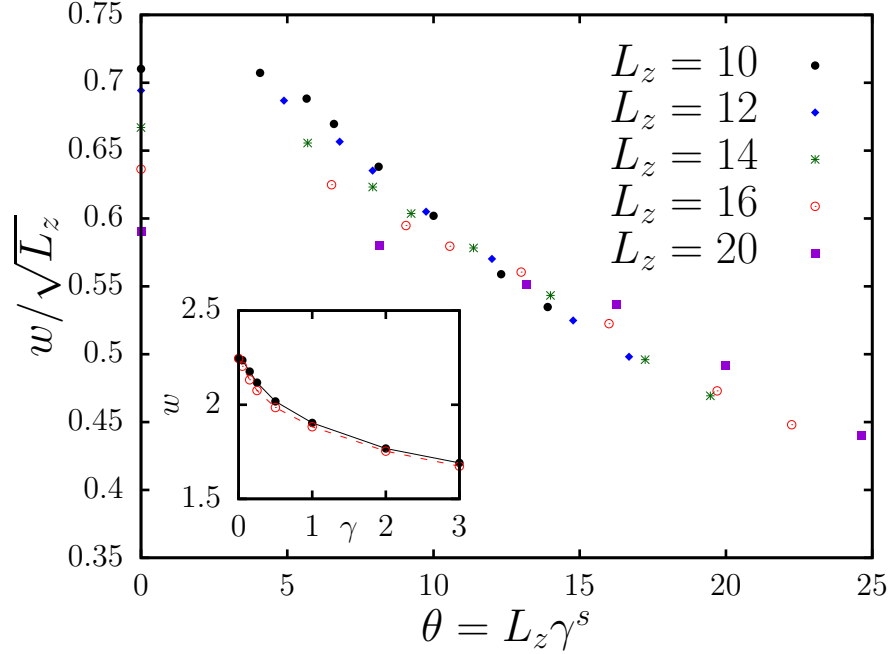 0.75
0.7
0.65
0.6
0.55
0.5
0.45
0.4
0.35
w/√L_z
0
5
10
15
20
25
θ = L_zγ^s
L_z = 10
L_z = 12
L_z = 14
L_z = 16
L_z = 20
2.5
2
1.5
w
0
1
γ
2
3